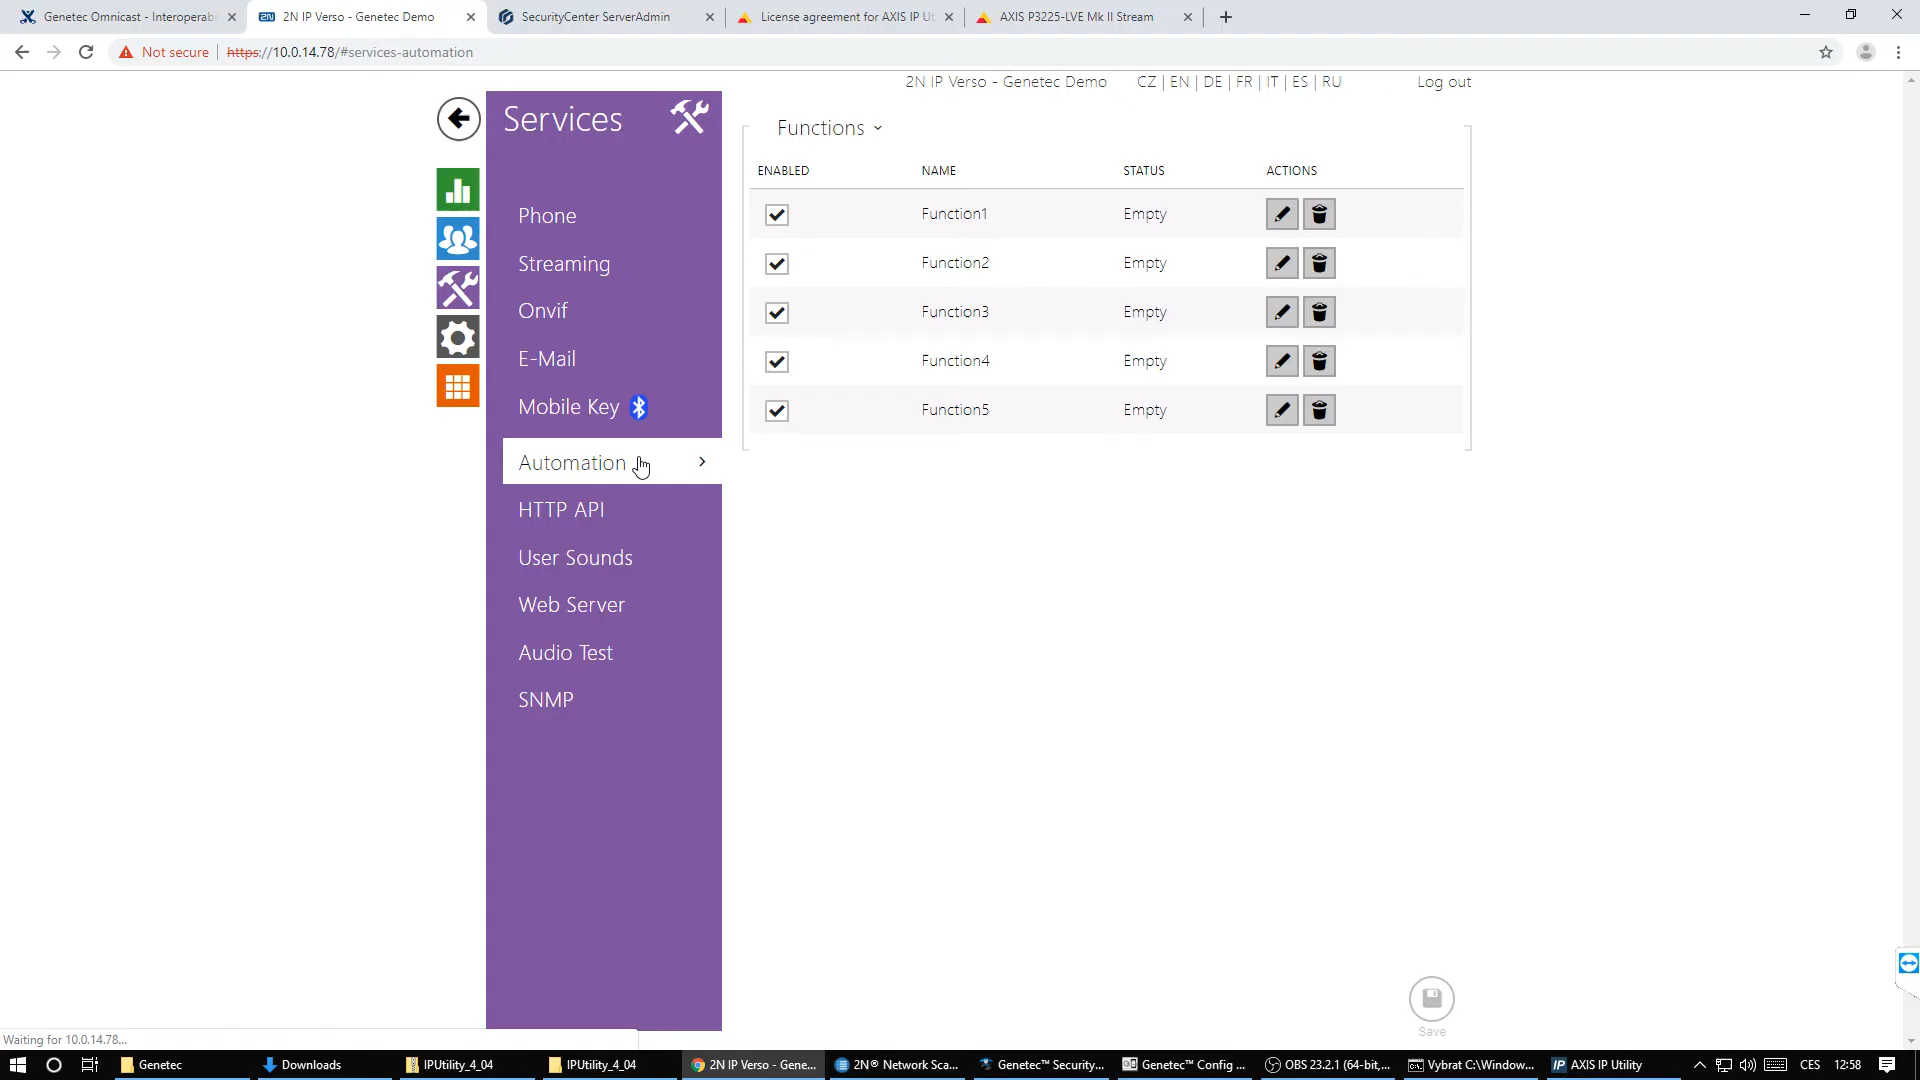 Genetec Omnicast - Interoperab
2N IP Verso - Genetec Demo
SecurityCenter ServerAdmin
License agreement for AXIS IP Ut
AXIS P3225-LVE Mk II Stream
Not secure
https://10.0.14.78/#services-automation
2N IP Verso - Genetec Demo
CZ | EN | DE | FR | IT | ES | RU
Log out
Services
Phone
Streaming
Onvif
E-Mail
Mobile Key
Automation
HTTP API
User Sounds
Web Server
Audio Test
SNMP
Functions
ENABLED NAME STATUS ACTIONS
Function1 Empty
Function2 Empty
Function3 Empty
Function4 Empty
Function5 Empty
Save
Waiting for 10.0.14.78...
Genetec
Downloads
IPUtility_4_04
IPUtility_4_04
2N IP Verso - Gene...
2N® Network Sca...
Genetec™ Security...
Genetec™ Config ...
OBS 23.2.1 (64-bit,...
Vybrat C:\Window...
IP AXIS IP Utility
CES
12:58